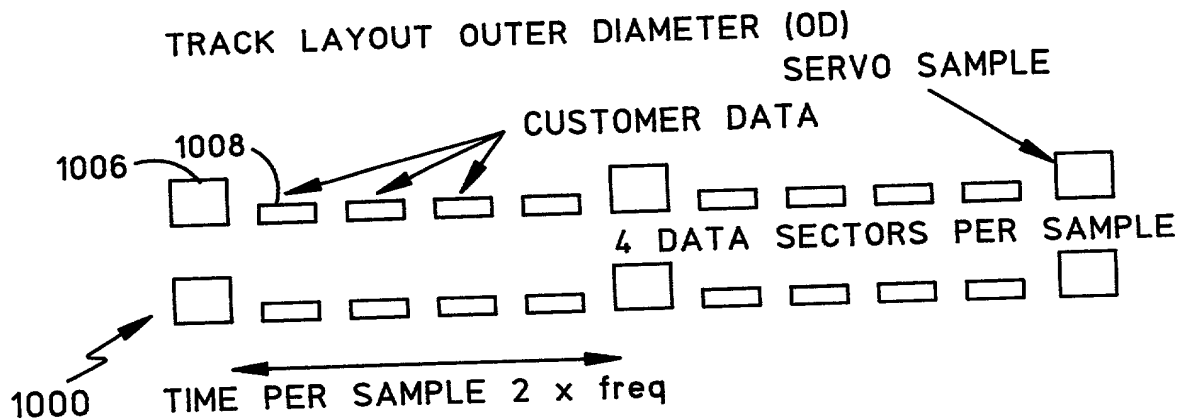 TRACK LAYOUT OUTER DIAMETER (OD)
SERVO SAMPLE
CUSTOMER DATA
1008
1006
4 DATA SECTORS PER SAMPLE
1000
TIME PER SAMPLE 2 x freq